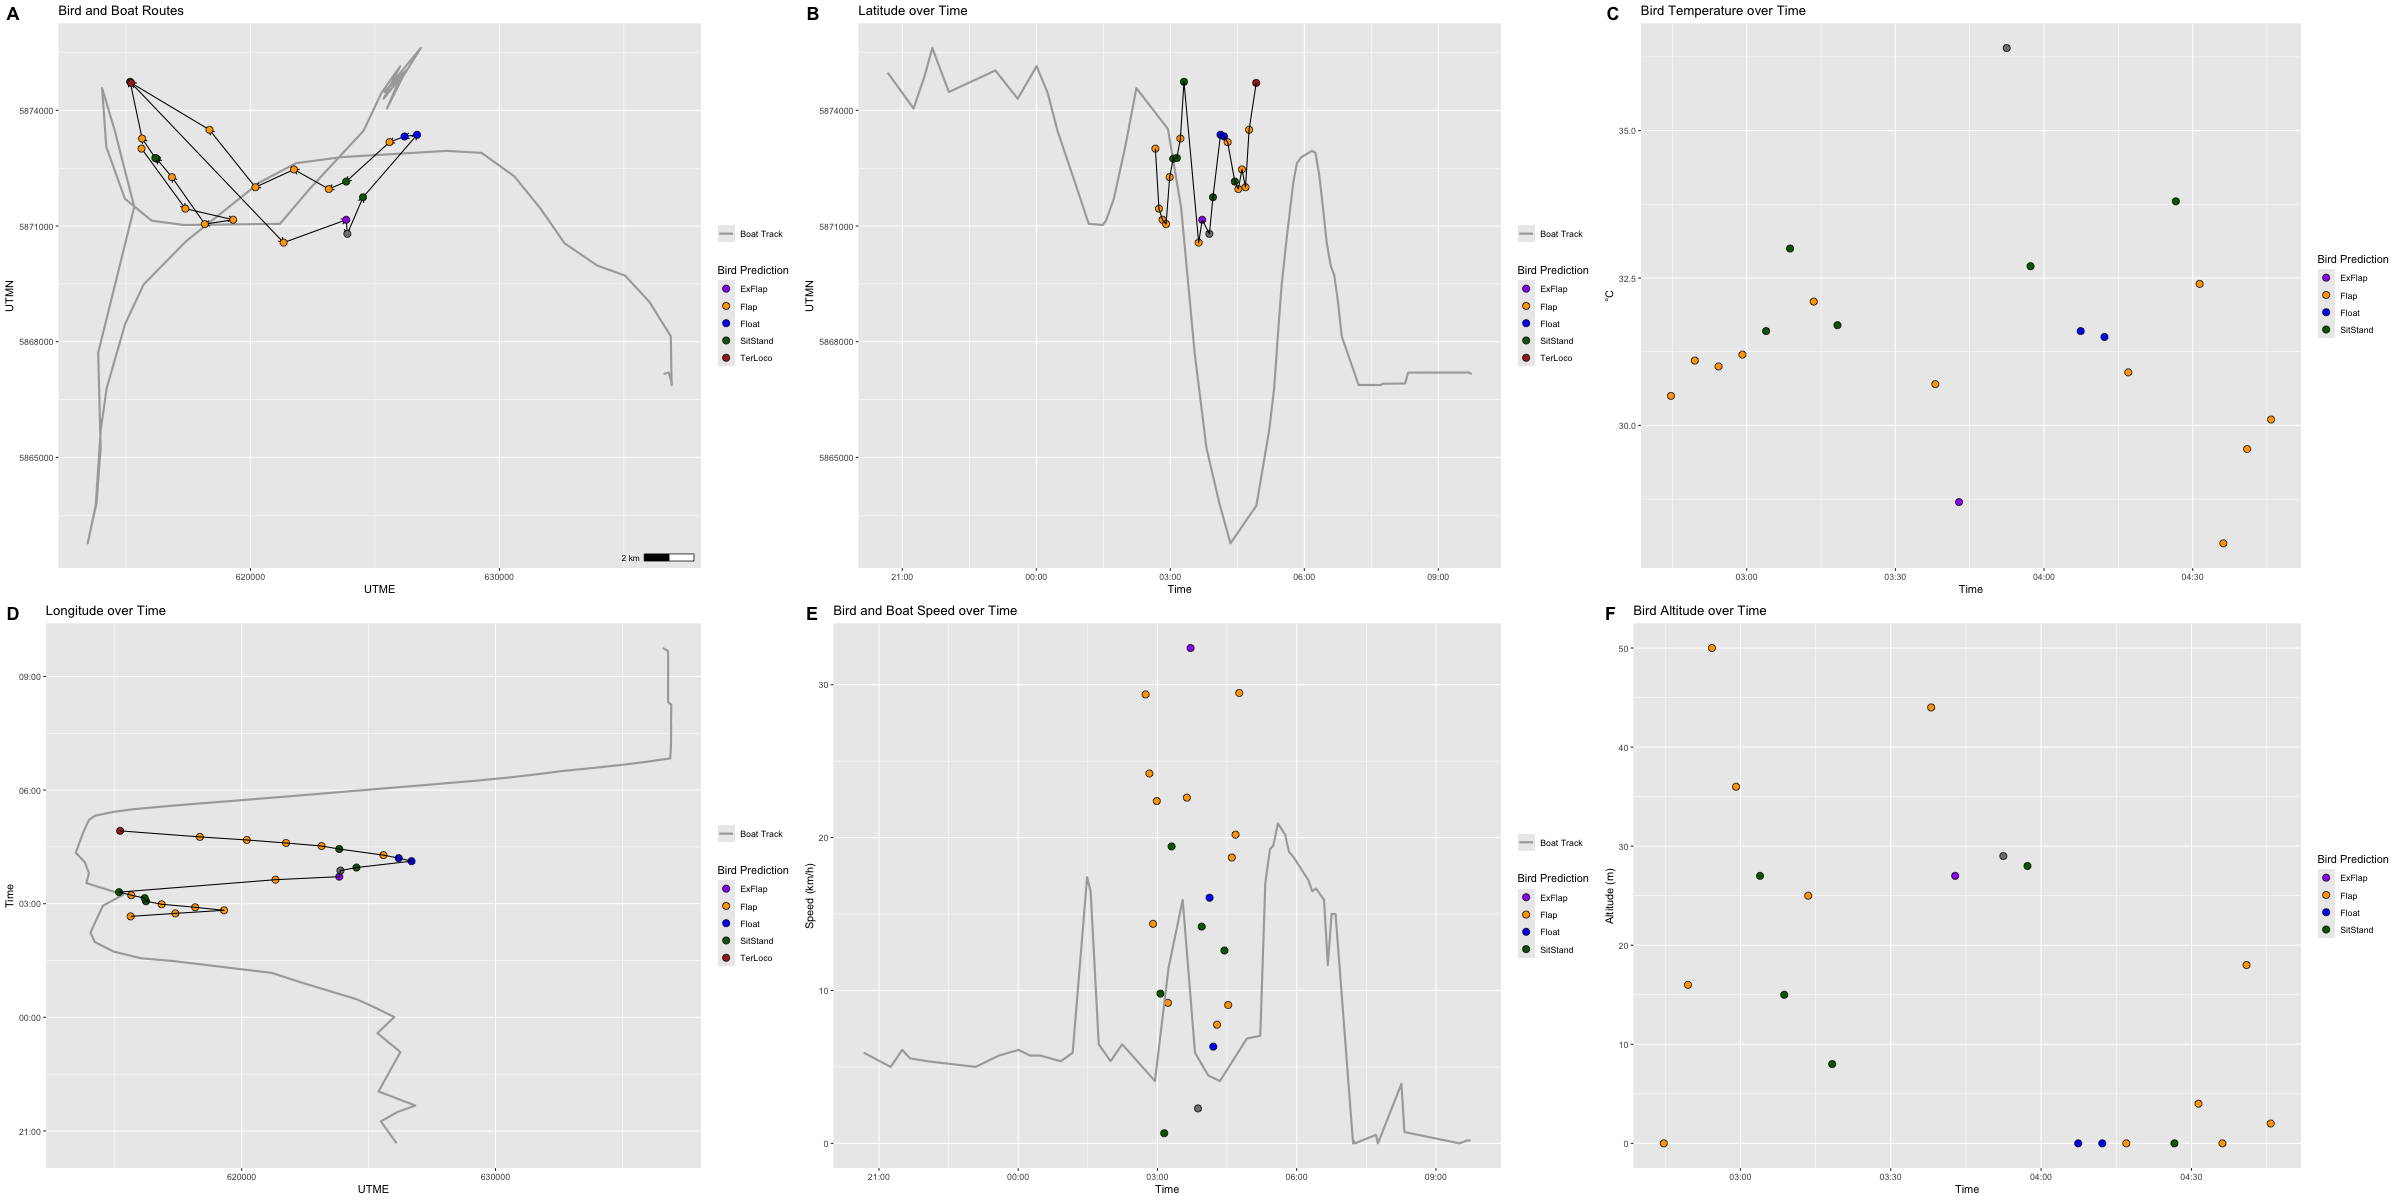 A Bird and Boat Routes
UTMN
5874000
5871000
5868000
5865000
620000
630000
UTME
2 km
Boat Track
Bird Prediction
ExFlap
Flap
Float
SitStand
TerLoco
B Latitude over Time
UTMN
5874000
5871000
5868000
5865000
21:00
00:00
03:00
06:00
09:00
Time
Boat Track
Bird Prediction
ExFlap
Flap
Float
SitStand
TerLoco
C Bird Temperature over Time
°C
35.0
32.5
30.0
03:00
03:30
04:00
04:30
Time
Bird Prediction
ExFlap
Flap
Float
SitStand
D Longitude over Time
Time
09:00
06:00
03:00
00:00
21:00
620000
630000
UTME
Boat Track
Bird Prediction
ExFlap
Flap
Float
SitStand
TerLoco
E Bird and Boat Speed over Time
Speed (km/h)
30
20
10
0
21:00
00:00
03:00
06:00
09:00
Time
Boat Track
Bird Prediction
ExFlap
Flap
Float
SitStand
F Bird Altitude over Time
Altitude (m)
50
40
30
20
10
0
03:00
03:30
04:00
04:30
Time
Bird Prediction
ExFlap
Flap
Float
SitStand